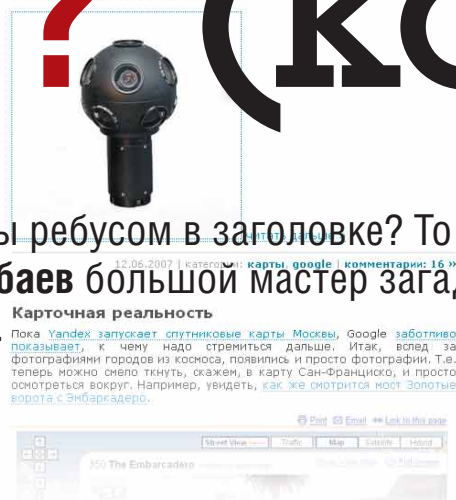 ? (КО
читать дальше
ы ребусом в заголовке? То
12.06.2007 | категории: карты, google | комментарии: 16 »
баев большой мастер зага
Карточная реальность
Пока Yandex запускает спутниковые карты Москвы, Google заботливо
показывает, к чему надо стремиться дальше. Итак, вслед за
фотографиями городов из космоса, появились и просто фотографии. Т.е.
теперь можно смело ткнуть, скажем, в карту Сан-Франциско, и просто
осмотреться вокруг. Например, увидеть, как же смотрится мост Золотые
ворота с Эмбаркадеро.
Print Email Link to this page
Street View Traffic Map Satellite Hybrid
350 The Embarcadero